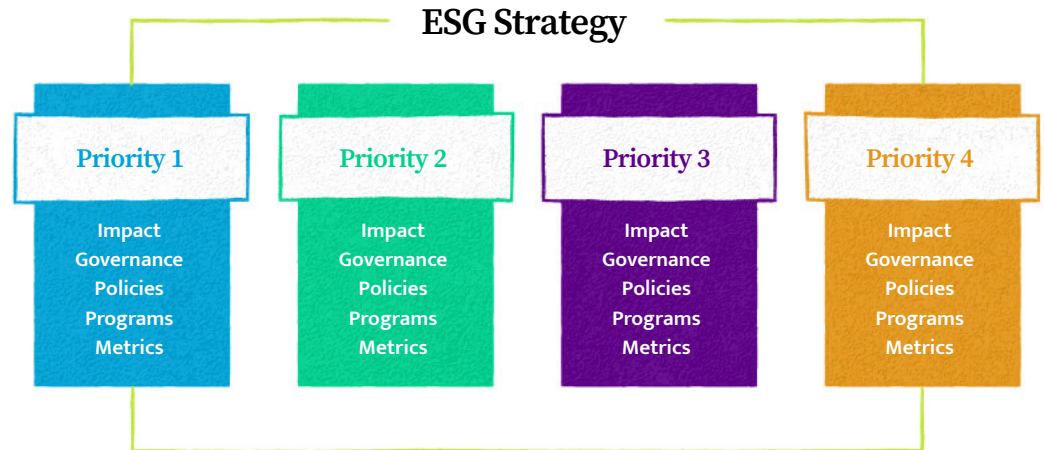 ESG Strategy
Priority 1
Impact
Governance
Policies
Programs
Metrics
Priority 2
Impact
Governance
Policies
Programs
Metrics
Priority 3
Impact
Governance
Policies
Programs
Metrics
Priority 4
Impact
Governance
Policies
Programs
Metrics